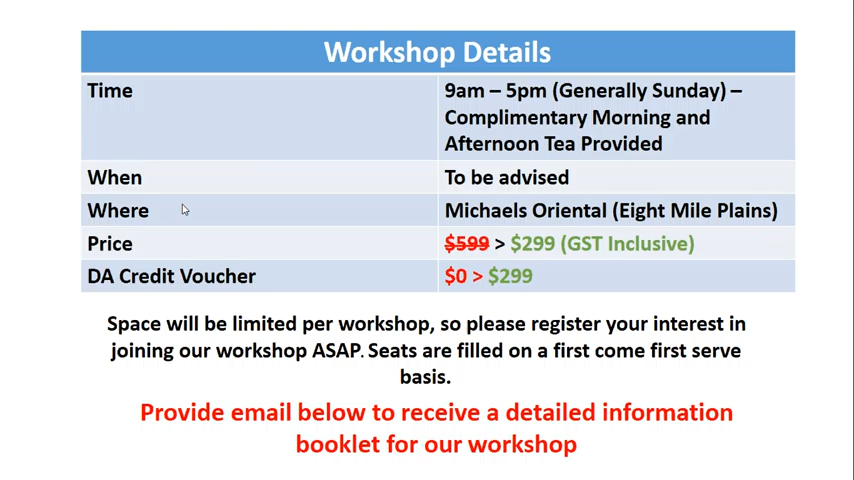 Workshop Details
Time
9am – 5pm (Generally Sunday) –
Complimentary Morning and
Afternoon Tea Provided
When
To be advised
Where
Michaels Oriental (Eight Mile Plains)
Price
$599 > $299 (GST Inclusive)
DA Credit Voucher
$0 > $299
Space will be limited per workshop, so please register your interest in
joining our workshop ASAP. Seats are filled on a first come first serve
basis.
Provide email below to receive a detailed information
booklet for our workshop